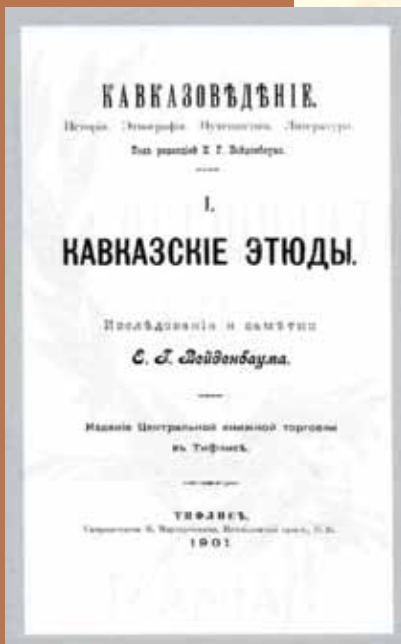 КАВКАЗОВѢДѢНІЕ.
Исторія. Этнографія. Путешествія. Литература.
Подъ редакціей Е. Г. Вейденбаума.
I.
КАВКАЗСКІЕ ЭТЮДЫ.
Изслѣдованія и замѣтки
Е. Г. Вейденбаума.
Изданіе Центральной книжной торговли
въ Тифлисѣ.
ТИФЛИСЪ.
1901